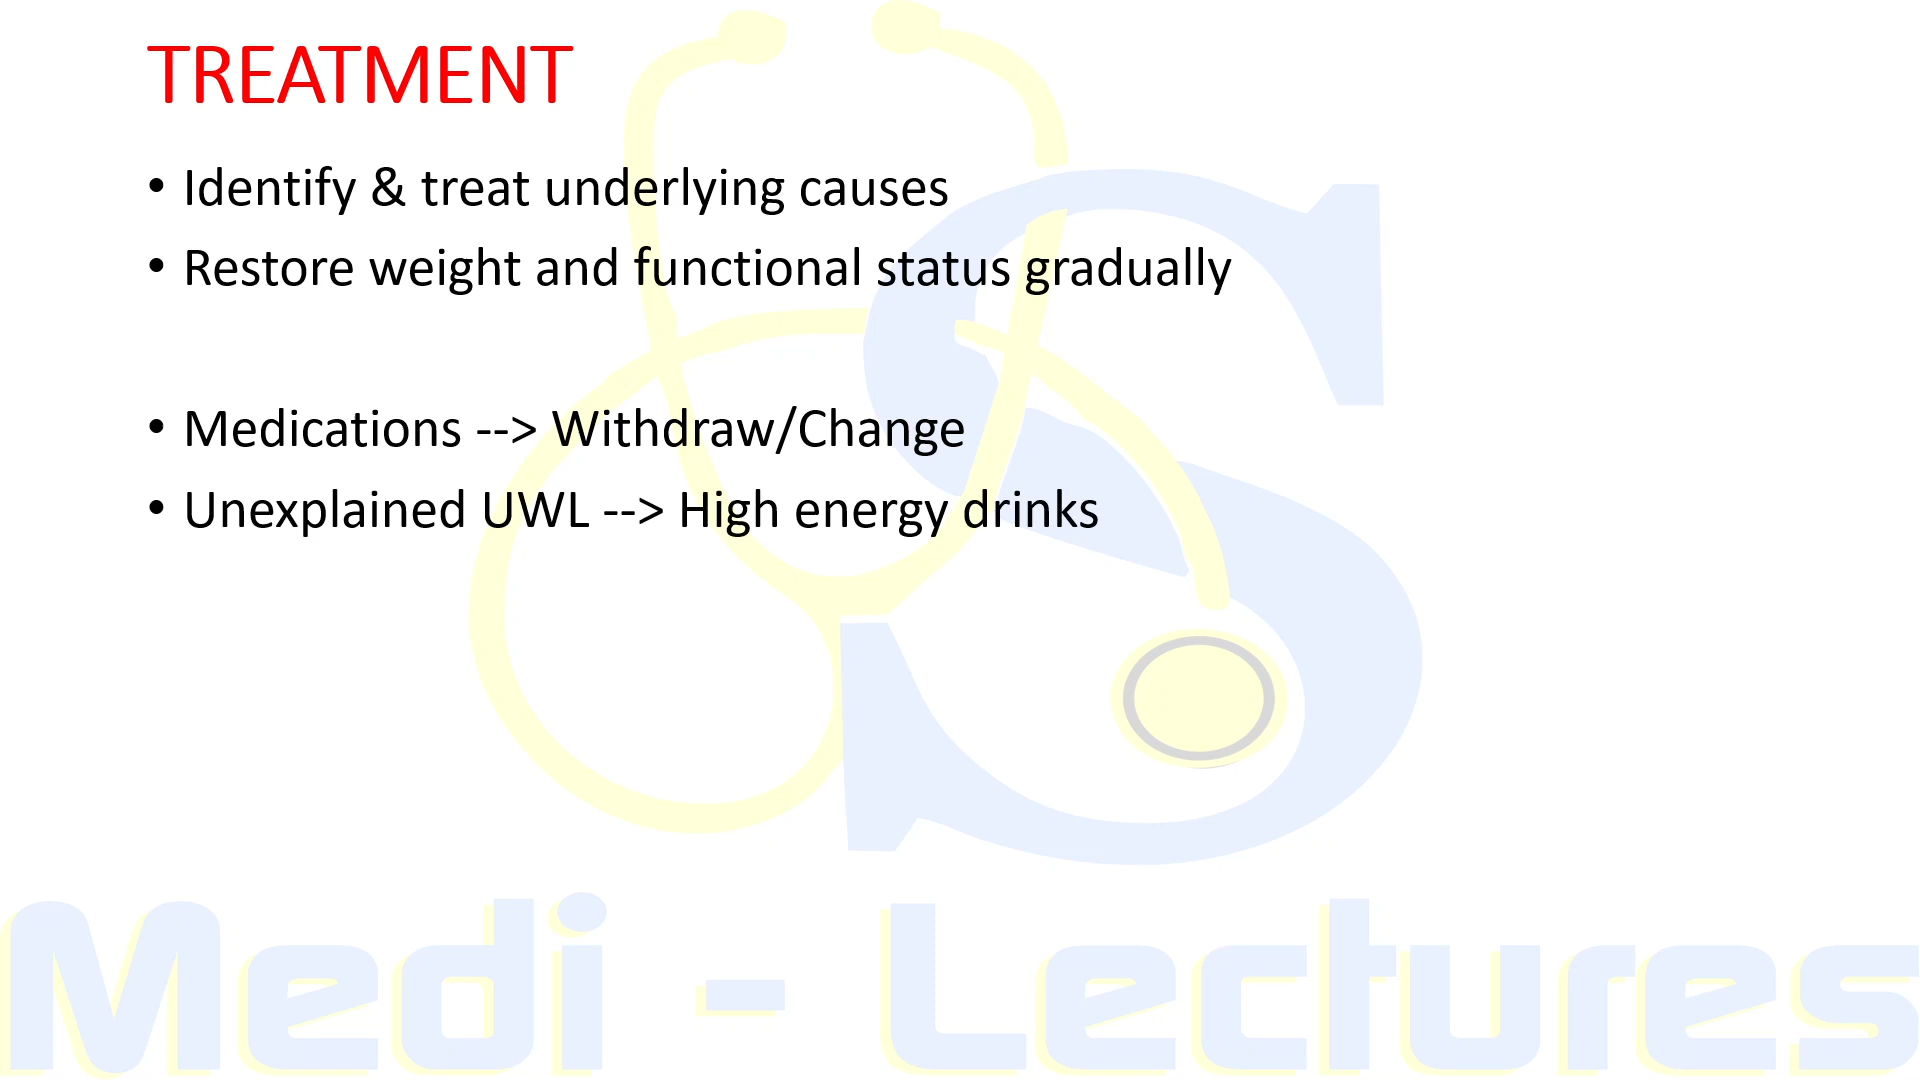 TREATMENT
• Identify & treat underlying causes
• Restore weight and functional status gradually
• Medications --> Withdraw/Change
• Unexplained UWL --> High energy drinks
Medi - Lectures